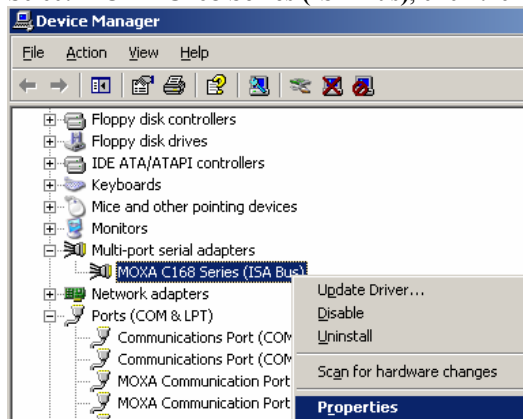 Device Manager
File Action View Help
Floppy disk controllers
Floppy disk drives
IDE ATA/ATAPI controllers
Keyboards
Mice and other pointing devices
Monitors
Multi-port serial adapters
MOXA C168 Series (ISA Bus)
Network adapters
Ports (COM & LPT)
Communications Port (COM
Communications Port (COM
MOXA Communication Port
MOXA Communication Port
Update Driver...
Disable
Uninstall
Scan for hardware changes
Properties